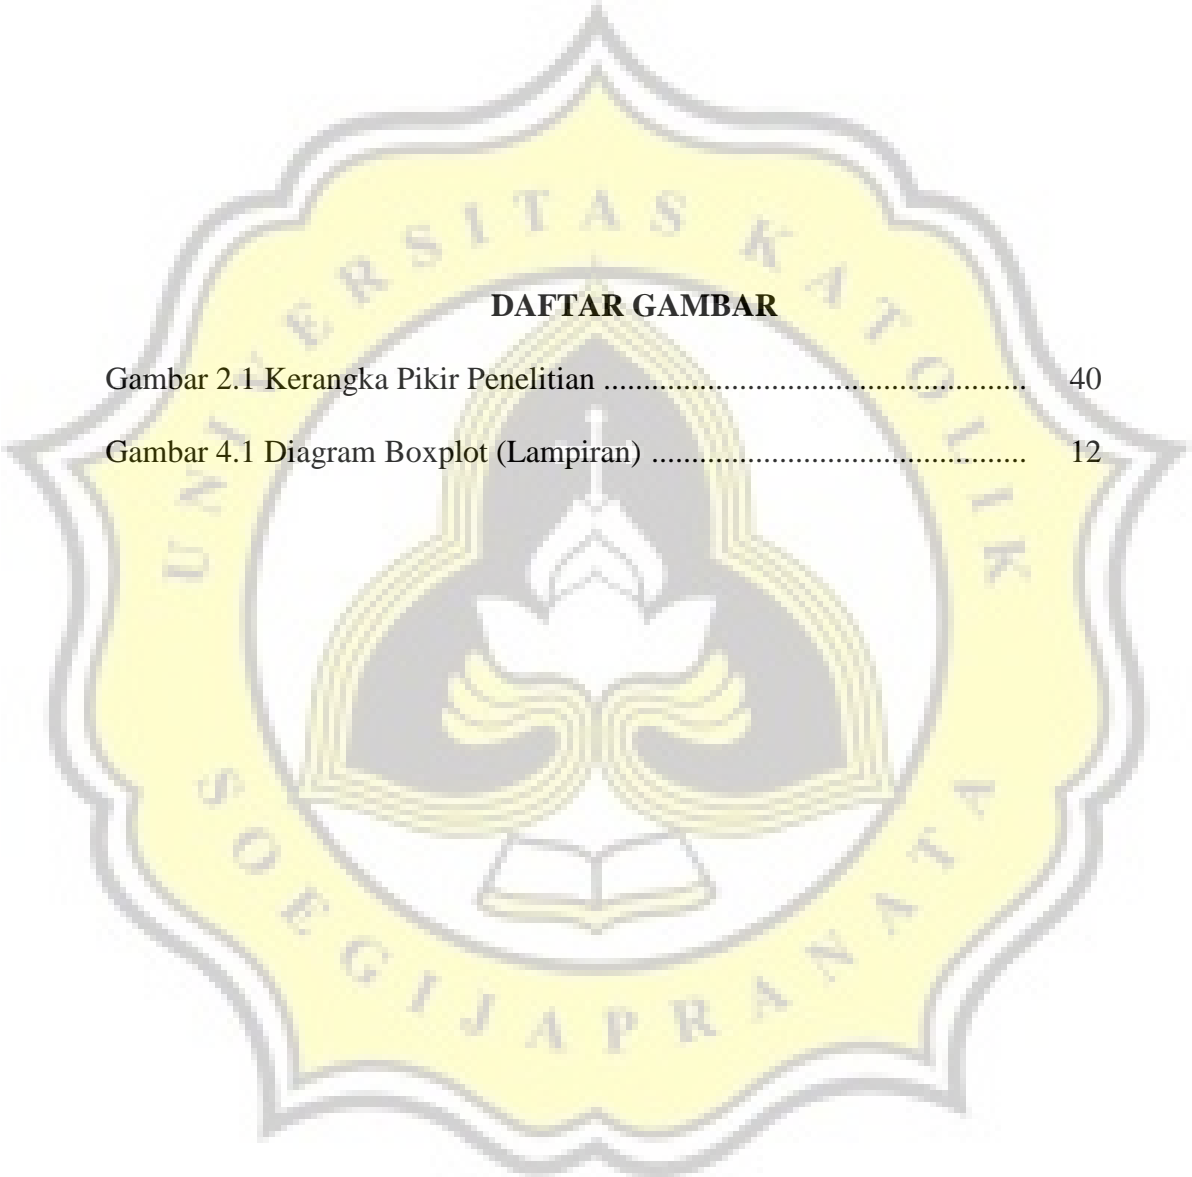 UNIVERSITAS KATOLIK
DAFTAR GAMBAR
Gambar 2.1 Kerangka Pikir Penelitian .................................................... 40
Gambar 4.1 Diagram Boxplot (Lampiran) .............................................. 12
SOEGIJAPRANATA